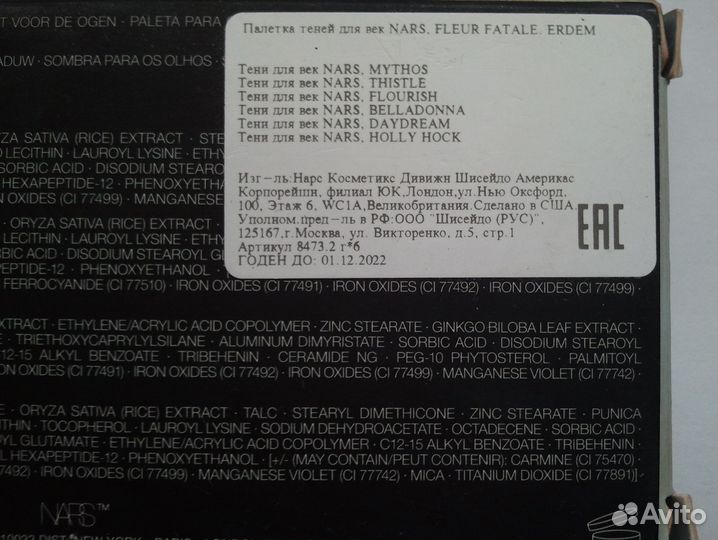 T VOOR DE OGEN · PALETA PARA
Палетка теней для век NARS, FLEUR FATALE. ERDEM
ADUW · SOMBRA PARA OS OLHOS ·
Тени для век NARS, MYTHOS
Тени для век NARS, THISTLE
Тени для век NARS, FLOURISH
Тени для век NARS, BELLADONNA
Тени для век NARS, DAYDREAM
Тени для век NARS, HOLLY HOCK
Изг-ль:Нарс Косметикс Дивижн Шисейдо Америкас
Корпорейшн, филиал ЮК,Лондон,ул.Нью Оксфорд,
100, Этаж 6, WC1A,Великобритания.Сделано в США
Уполном.пред-ль в РФ:ООО "Шисейдо (РУС)",
125167,г.Москва, ул. Викторенко, д.5, стр.1
Артикул 8473.2 г*6
ГОДЕН ДО: 01.12.2022
EAC
YZA SATIVA (RICE) EXTRACT · STE
O LECITHIN · LAUROYL LYSINE · ETHY
SORBIC ACID · DISODIUM STEAROY
HEXAPEPTIDE-12 · PHENOXYETHA
(CI 77499) · MANGANESE VIOLET
· ORYZA SATIVA (RICE) EXTRACT ·
LECITHIN · LAUROYL LYSINE · ETHY
BIC ACID · DISODIUM STEAROYL G
EPTIDE-12 · PHENOXYETHANOL ·
FERROCYANIDE (CI 77510) · IRON OXIDES (CI 77491) · IRON OXIDES (CI 77492) · IRON OXIDES (CI 77499) ·
EXTRACT · ETHYLENE/ACRYLIC ACID COPOLYMER · ZINC STEARATE · GINKGO BILOBA LEAF EXTRACT ·
E · TRIETHOXYCAPRYLYLSILANE · ALUMINUM DIMYRISTATE · SORBIC ACID · DISODIUM STEAROYL
C12-15 ALKYL BENZOATE · TRIBEHENIN · CERAMIDE NG · PEG-10 PHYTOSTEROL · PALMITOYL
ON OXIDES (CI 77491) · IRON OXIDES (CI 77492) · IRON OXIDES (CI 77499) · MANGANESE VIOLET (CI 77742) ·
E · ORYZA SATIVA (RICE) EXTRACT · TALC · STEARYL DIMETHICONE · ZINC STEARATE · PUNICA
ITHIN · TOCOPHEROL · LAUROYL LYSINE · SODIUM DEHYDROACETATE · OCTADECENE · SORBIC ACID ·
OYL GLUTAMATE · ETHYLENE/ACRYLIC ACID COPOLYMER · C12-15 ALKYL BENZOATE · TRIBEHENIN ·
YL HEXAPEPTIDE-12 · PHENOXYETHANOL · [+/- (MAY CONTAIN/PEUT CONTENIR): CARMINE (CI 75470) ·
77492) · IRON OXIDES (CI 77499) · MANGANESE VIOLET (CI 77742) · MICA · TITANIUM DIOXIDE (CI 77891)]
NARS™
Avito